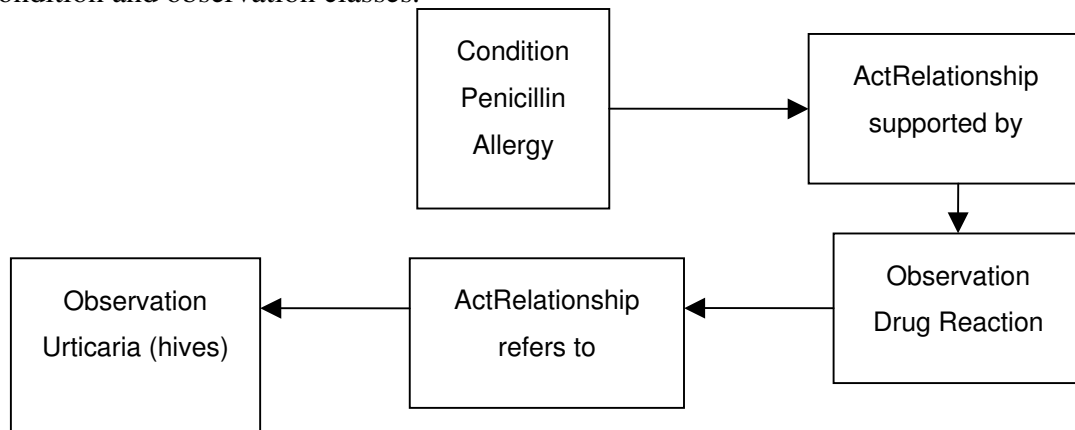 condition and observation classes.
Condition
Penicillin
Allergy
ActRelationship
supported by
Observation
Drug Reaction
ActRelationship
refers to
Observation
Urticaria (hives)